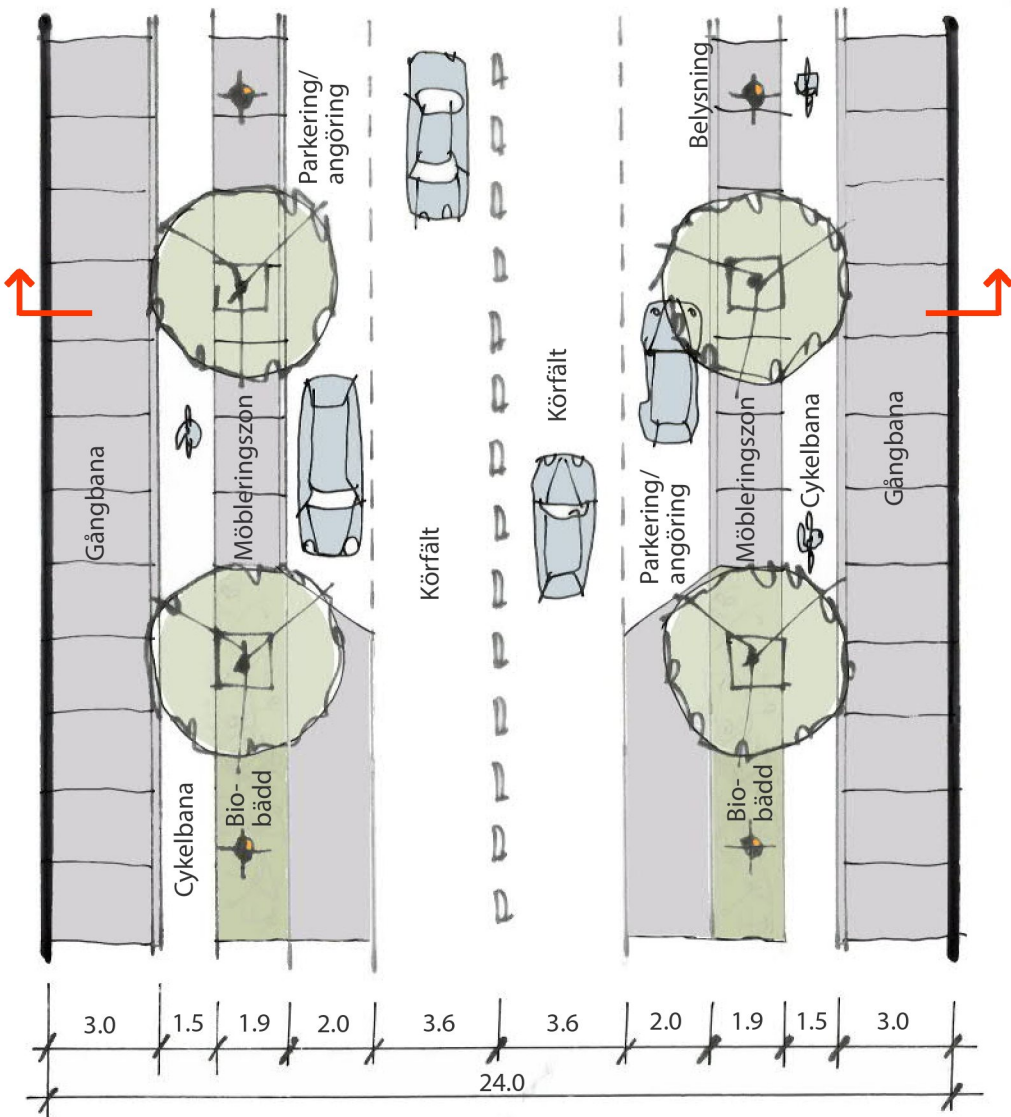 Parkering/
angöring
Belysning
Gångbana
Möbleringszon
Körfält
Körfält
Parkering/
angöring
Möbleringszon
Cykelbana
Gångbana
Cykelbana
Bio-
bädd
Bio-
bädd
3.0
1.5
1.9
2.0
3.6
3.6
2.0
1.9
1.5
3.0
24.0